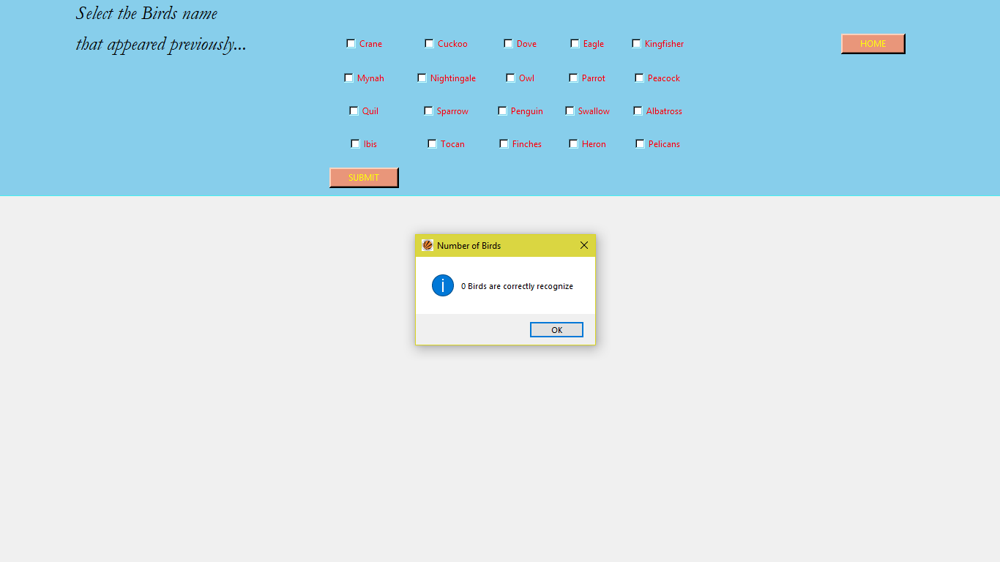 Select the Birds name
that appeared previously...
Crane Cuckoo Dove Eagle Kingfisher
HOME
Mynah Nightingale Owl Parrot Peacock
Quil Sparrow Penguin Swallow Albatross
Ibis Tocan Finches Heron Pelicans
SUBMIT
Number of Birds
0 Birds are correctly recognize
OK